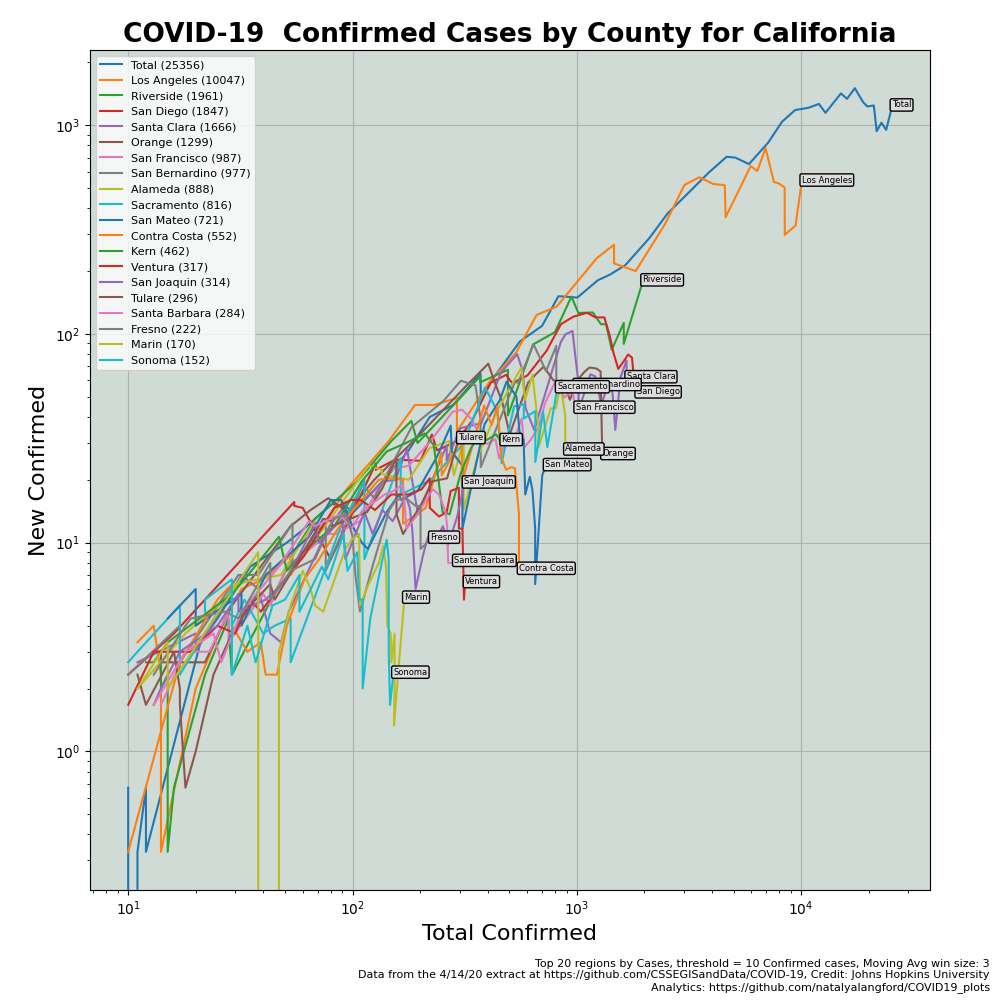 COVID-19  Confirmed Cases by County for California
Total (25356)
Los Angeles (10047)
Riverside (1961)
San Diego (1847)
Santa Clara (1666)
Orange (1299)
San Francisco (987)
San Bernardino (977)
Alameda (888)
Sacramento (816)
San Mateo (721)
Contra Costa (552)
Kern (462)
Ventura (317)
San Joaquin (314)
Tulare (296)
Santa Barbara (284)
Fresno (222)
Marin (170)
Sonoma (152)
New Confirmed
10³
10²
10¹
10⁰
Total
Los Angeles
Riverside
Santa Clara
Sacramento
nardino
San Diego
San Francisco
Tulare
Kern
Alameda
Orange
San Mateo
San Joaquin
Fresno
Santa Barbara
Contra Costa
Ventura
Marin
Sonoma
10¹ 10² 10³ 10⁴
Total Confirmed
Top 20 regions by Cases, threshold = 10 Confirmed cases, Moving Avg win size: 3
Data from the 4/14/20 extract at https://github.com/CSSEGISandData/COVID-19, Credit: Johns Hopkins University
Analytics: https://github.com/natalyalangford/COVID19_plots